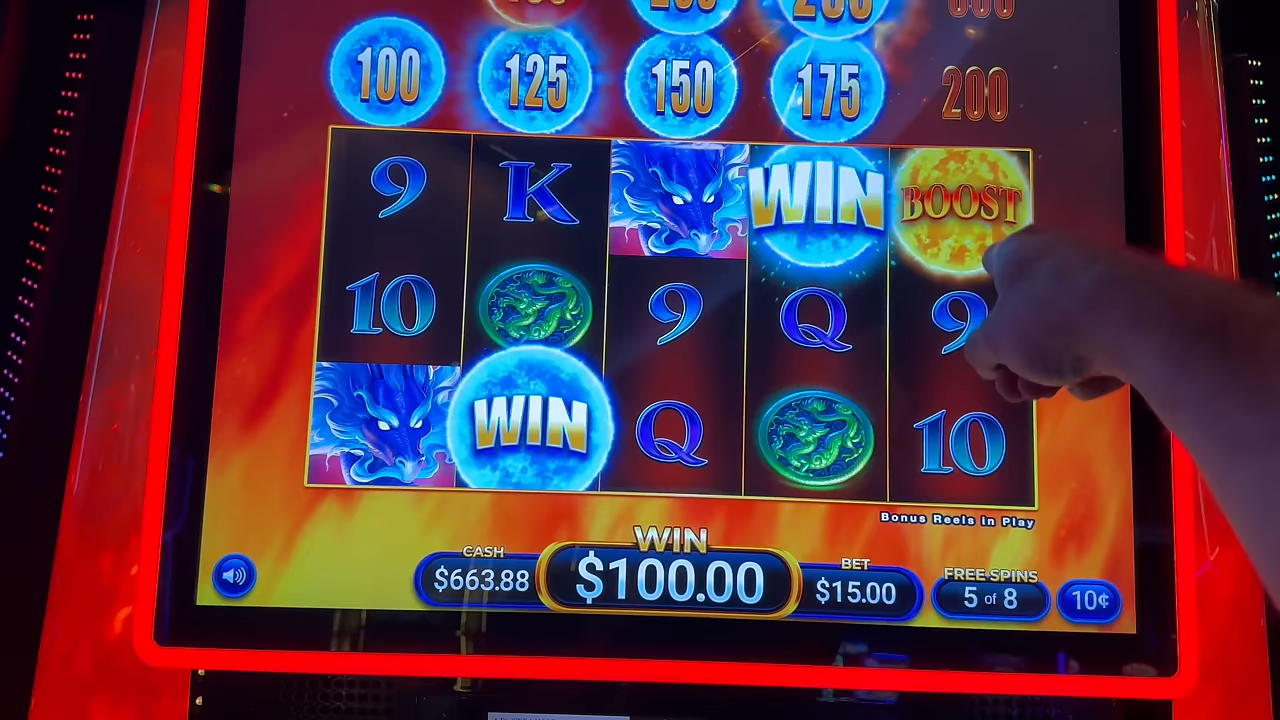 200
100 125 150 175 200
9 K WIN BOOST
10 9 Q 9
WIN Q 10
Bonus Reels in Play
WIN
CASH $100.00 BET FREE SPINS
$663.88 $15.00 5 of 8 10¢